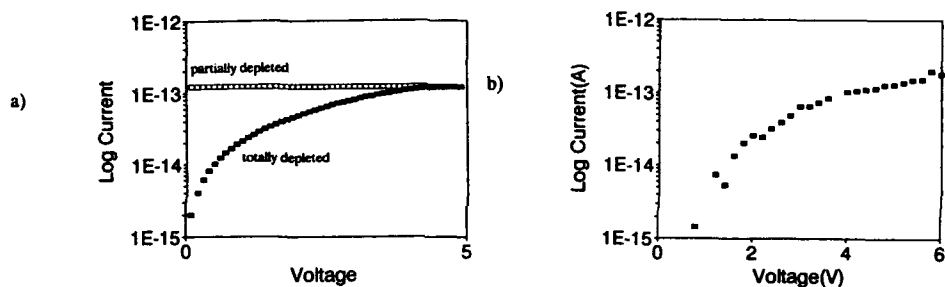 a)
Log Current
1E-12
1E-13
1E-14
1E-15
partially depleted
totally depleted
0
5
Voltage
b)
Log Current(A)
1E-12
1E-13
1E-14
1E-15
0
2
4
6
Voltage(V)